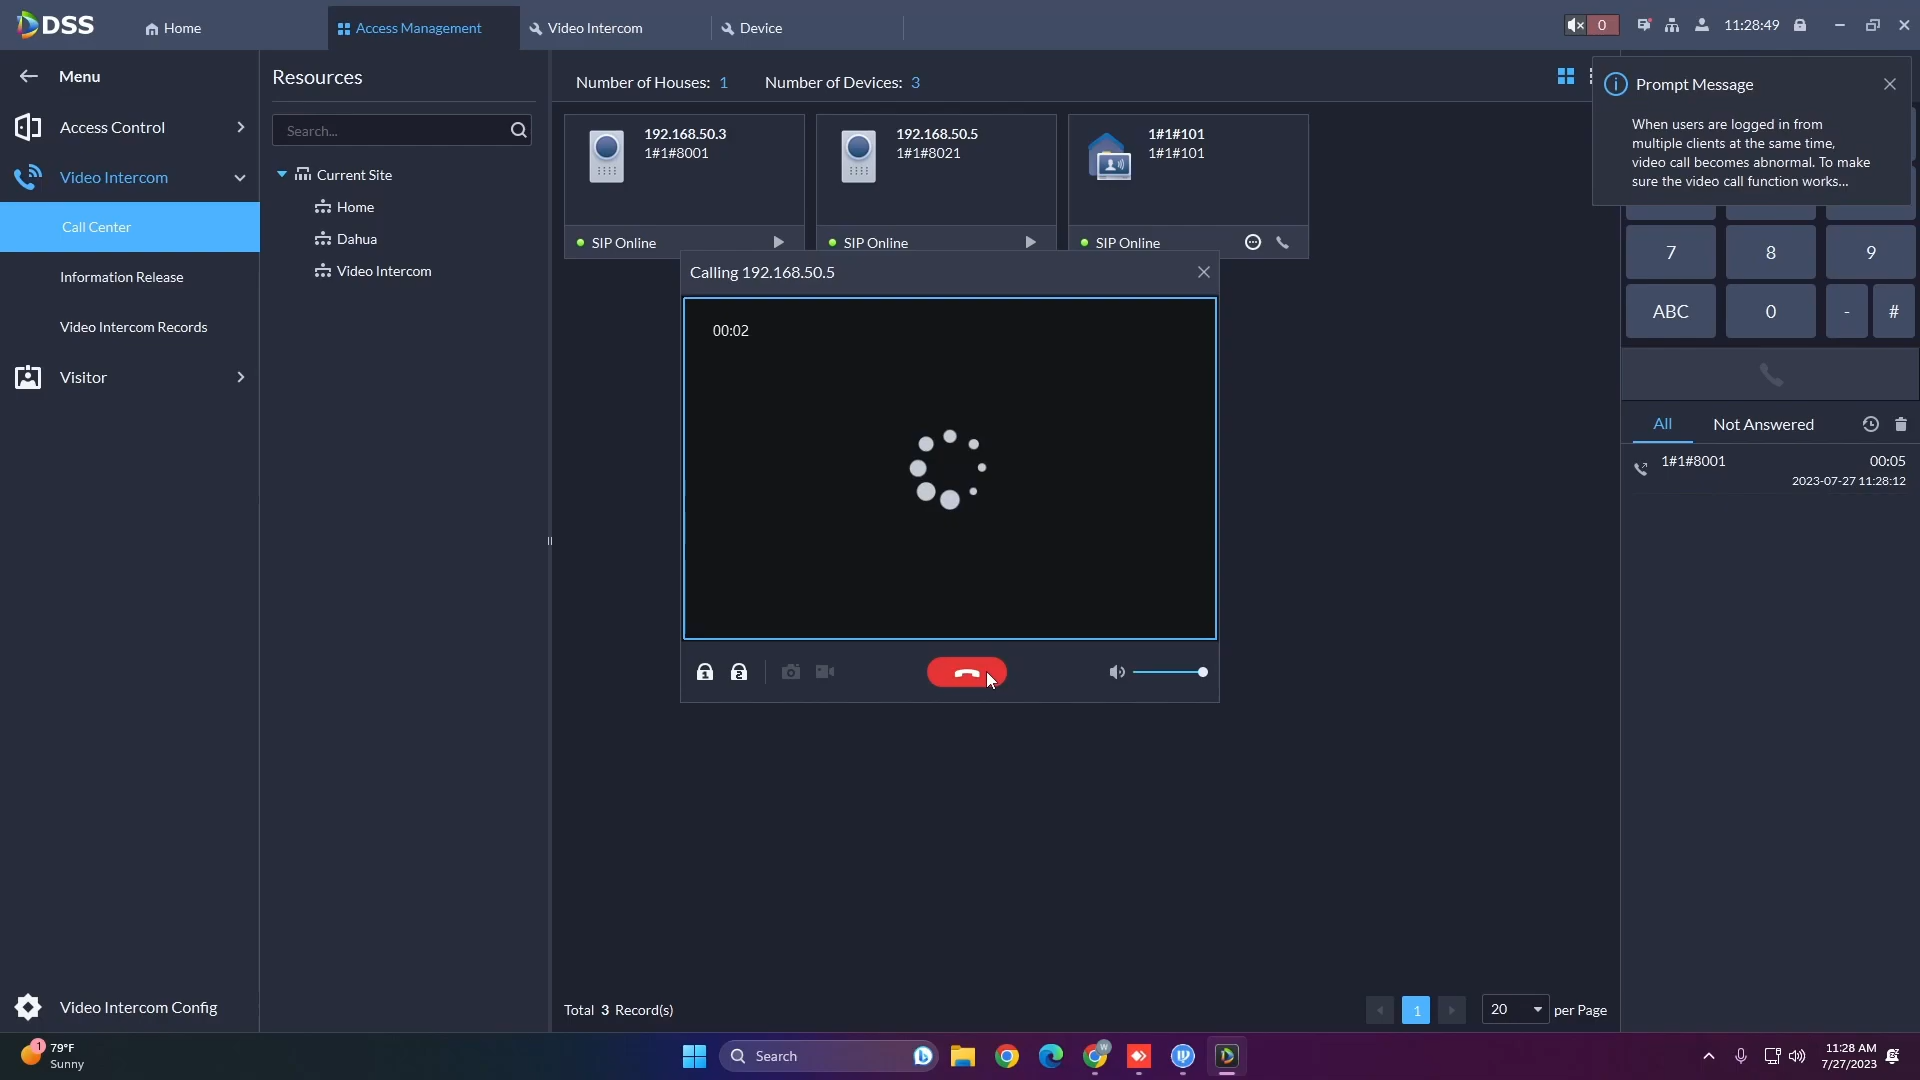 DSS
Home
Access Management
Video Intercom
Device
0
11:28:49
Menu
Access Control
Video Intercom
Call Center
Information Release
Video Intercom Records
Visitor
Video Intercom Config
Resources
Search...
Current Site
Home
Dahua
Video Intercom
Number of Houses: 1
Number of Devices: 3
192.168.50.3
1#1#8001
SIP Online
192.168.50.5
1#1#8021
SIP Online
1#1#101
1#1#101
SIP Online
Calling 192.168.50.5
00:02
1
2
Prompt Message
When users are logged in from
multiple clients at the same time,
video call becomes abnormal. To make
sure the video call function works...
7
8
9
ABC
0
-
#
All
Not Answered
1#1#8001
00:05
2023-07-27 11:28:12
Total 3 Record(s)
1
20
per Page
1
79°F
Sunny
Search
W
11:28 AM
7/27/2023